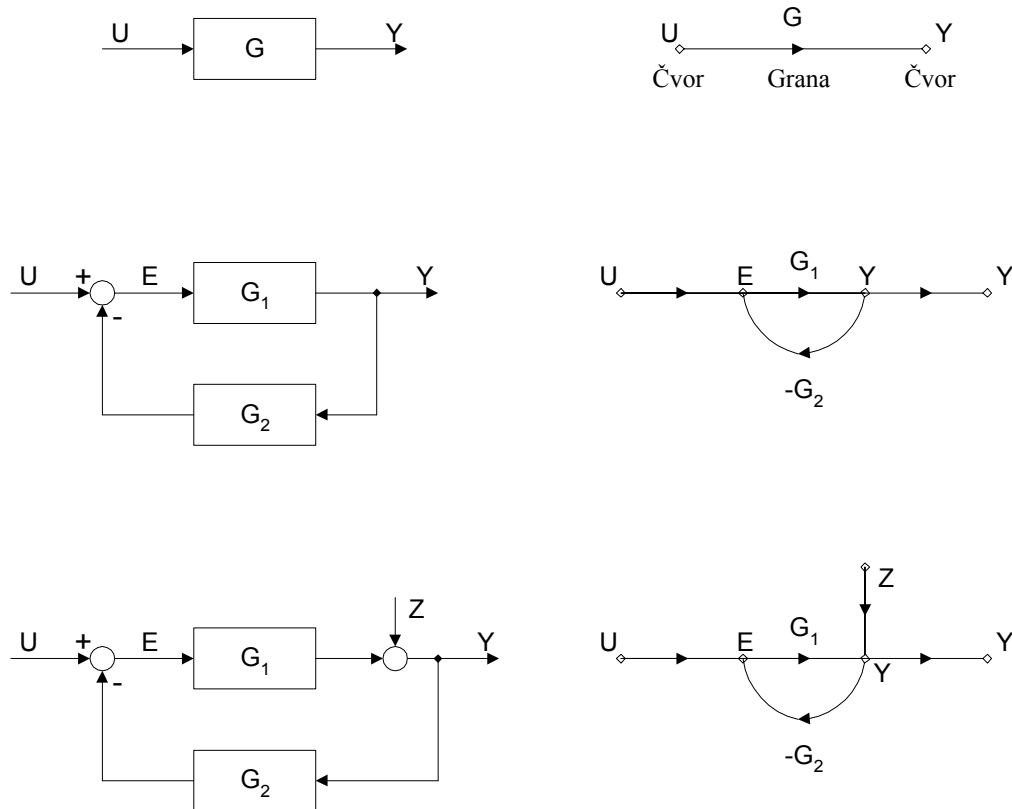 U G Y
G
U Y
Čvor Grana Čvor
U + E G₁ Y
-
G₂
U E G₁ Y Y
-G₂
Z
U + E G₁ Y
-
G₂
Z
U E G₁ Y
Y
-G₂